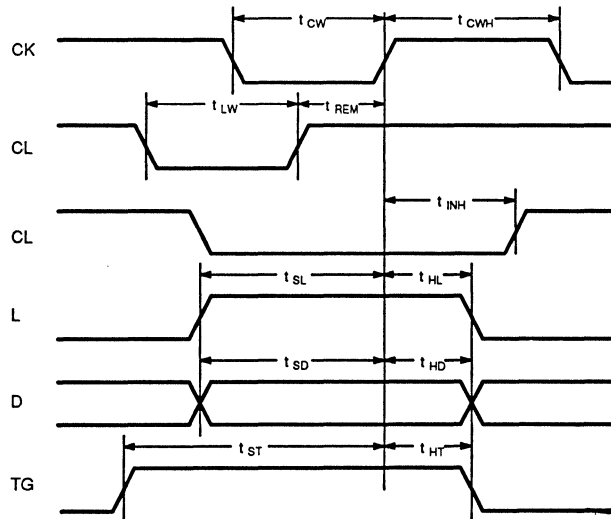 t CW t CWH
CK
t LW t REM
CL
t INH
CL
t SL t HL
L
t SD t HD
D
t ST t HT
TG